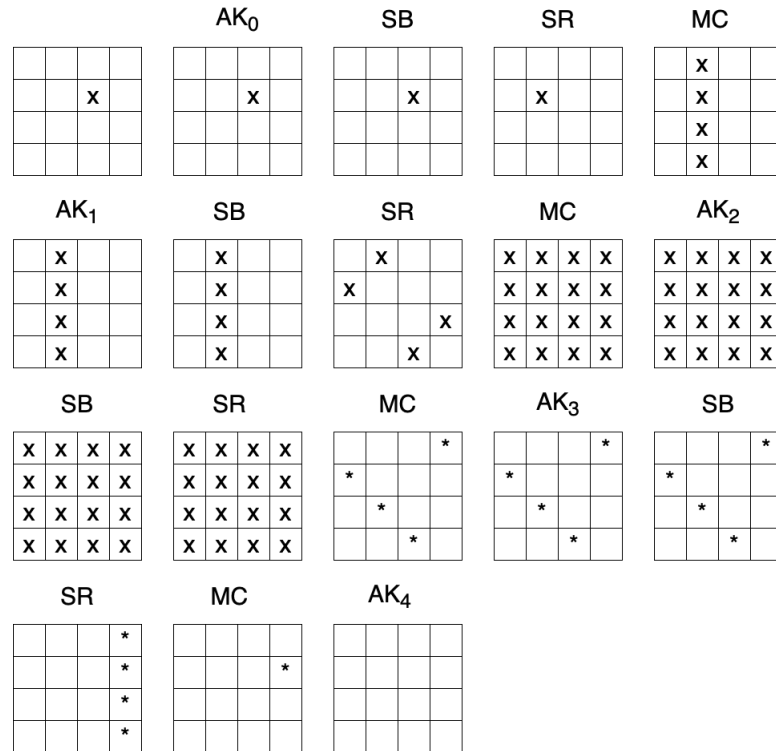 AK0 SB SR MC
x x x x x
x
x
x
AK1 SB SR MC AK2
x x x x x x x x x x x
x x x x x x x x x x x
x x x x x x x x x x x
x x x x x x x x x x x
SB SR MC AK3 SB
x x x x x x x x * * *
x x x x x x x x * * *
x x x x x x x x * * *
x x x x x x x x * * *
SR MC AK4
*
* *
*
*